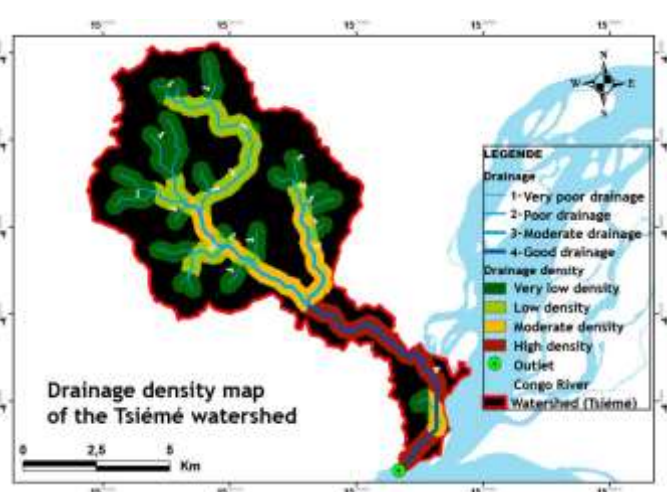 N
W E
S
LEGENDE
Drainage
1-Very poor drainage
2-Poor drainage
3-Moderate drainage
4-Good drainage
Drainage density
Very low density
Low density
Moderate density
High density
Outlet
Congo River
Watershed (Tsiémé)
Drainage density map
of the Tsiémé watershed
0 2,5 5
Km